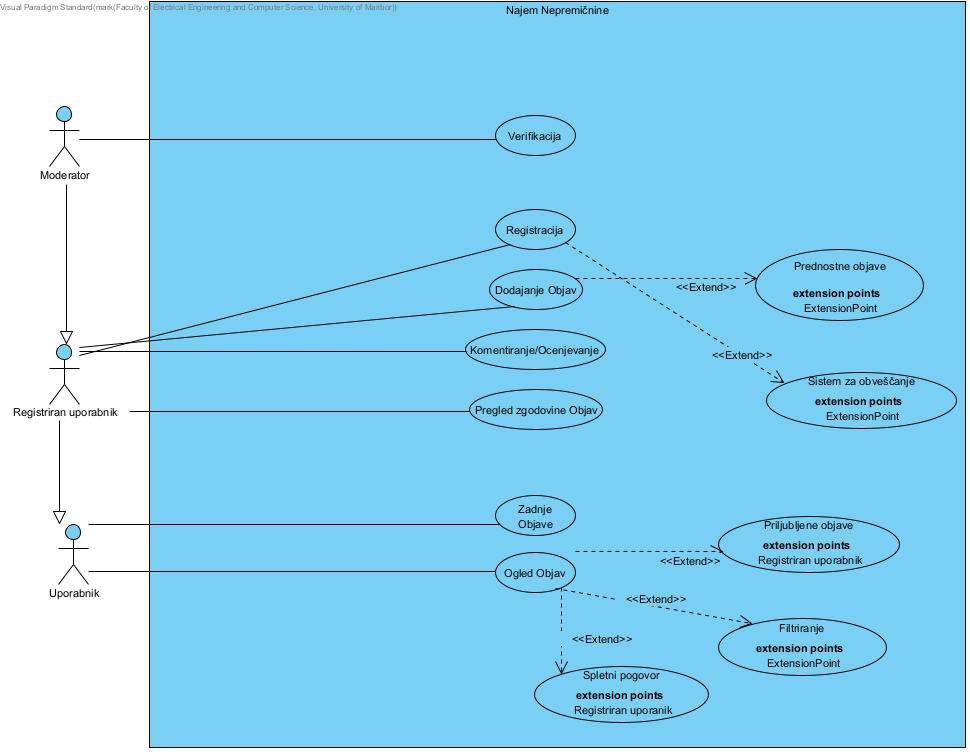 Visual Paradigm Standard(mark(Faculty of Electrical Engineering and Computer Science, University of Maribor))
Najem Nepremičnine
Moderator
Verifikacija
Registracija
Prednostne objave
extension points
ExtensionPoint
Dodajanje Objav
<<Extend>>
Komentiranje/Ocenjevanje
<<Extend>>
Sistem za obveščanje
extension points
ExtensionPoint
Registriran uporabnik
Pregled zgodovine Objav
Zadnje
Objave
Priljubljene objave
extension points
Registriran uporabnik
<<Extend>>
Ogled Objav
Uporabnik
<<Extend>>
Filtriranje
extension points
ExtensionPoint
<<Extend>>
Spletni pogovor
extension points
Registriran uporanik